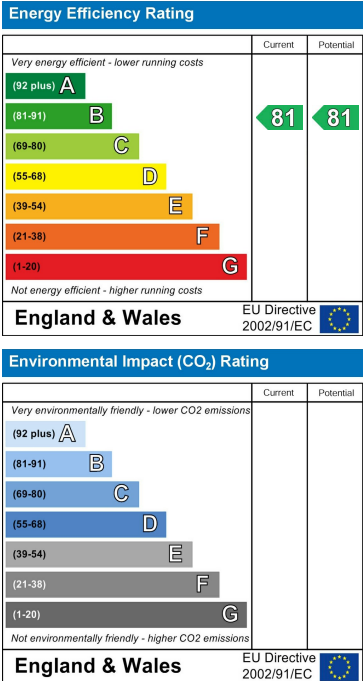 Energy Efficiency Rating
Current Potential
Very energy efficient - lower running costs
(92 plus) A
(81-91) B 81 81
(69-80) C
(55-68) D
(39-54) E
(21-38) F
(1-20) G
Not energy efficient - higher running costs
England & Wales EU Directive 2002/91/EC
Environmental Impact (CO₂) Rating
Current Potential
Very environmentally friendly - lower CO2 emissions
(92 plus) A
(81-91) B
(69-80) C
(55-68) D
(39-54) E
(21-38) F
(1-20) G
Not environmentally friendly - higher CO2 emissions
England & Wales EU Directive 2002/91/EC